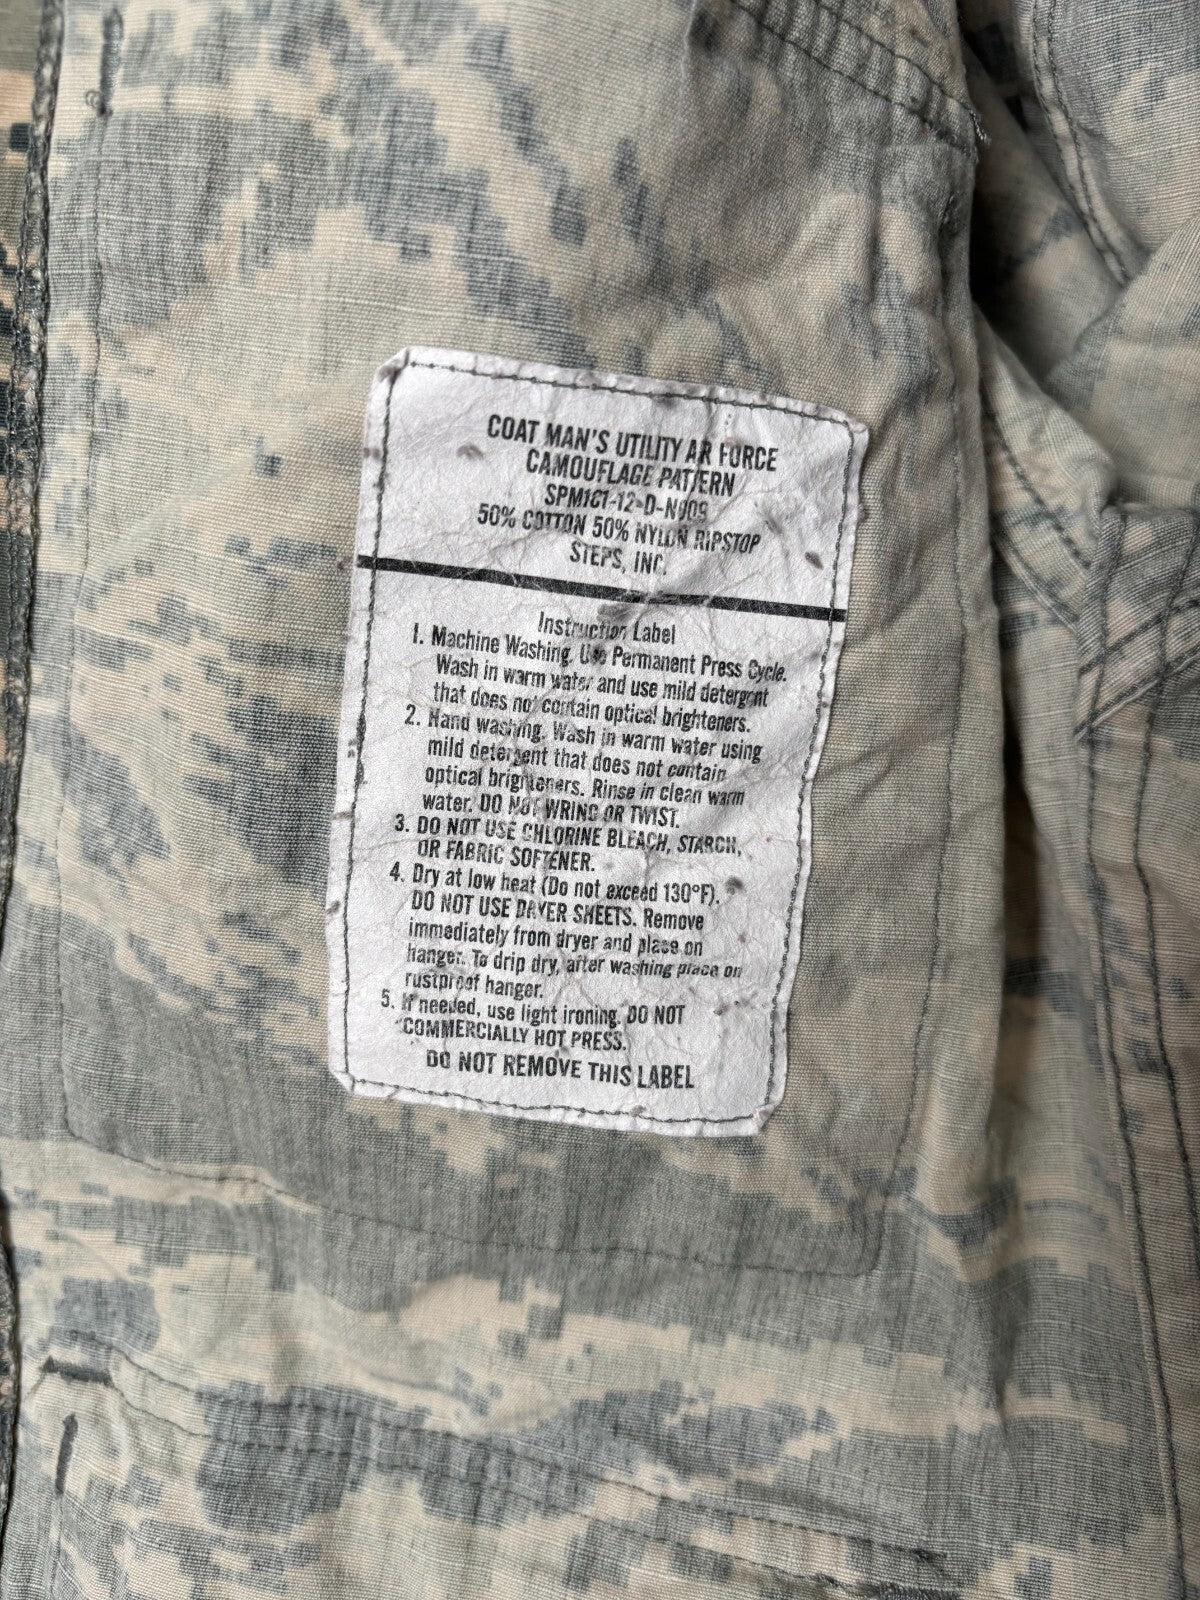 COAT MAN'S UTILITY AR FORCE
CAMOUFLAGE PATTERN
SPM1C1-12-D-N009
50% COTTON 50% NYLON RIPSTOP
STEPS, INC.
Instruction Label
1. Machine Washing. Use Permanent Press Cycle.
Wash in warm water and use mild detergent
that does not contain optical brighteners.
2. Hand washing. Wash in warm water using
mild detergent that does not contain
optical brighteners. Rinse in clean warm
water. DO NOT WRING OR TWIST.
3. DO NOT USE CHLORINE BLEACH, STARCH,
OR FABRIC SOFTENER.
4. Dry at low heat (Do not exceed 130°F).
DO NOT USE DRYER SHEETS. Remove
immediately from dryer and place on
hanger. To drip dry, after washing place on
rustproof hanger.
5. If needed, use light ironing. DO NOT
COMMERCIALLY HOT PRESS.
DO NOT REMOVE THIS LABEL